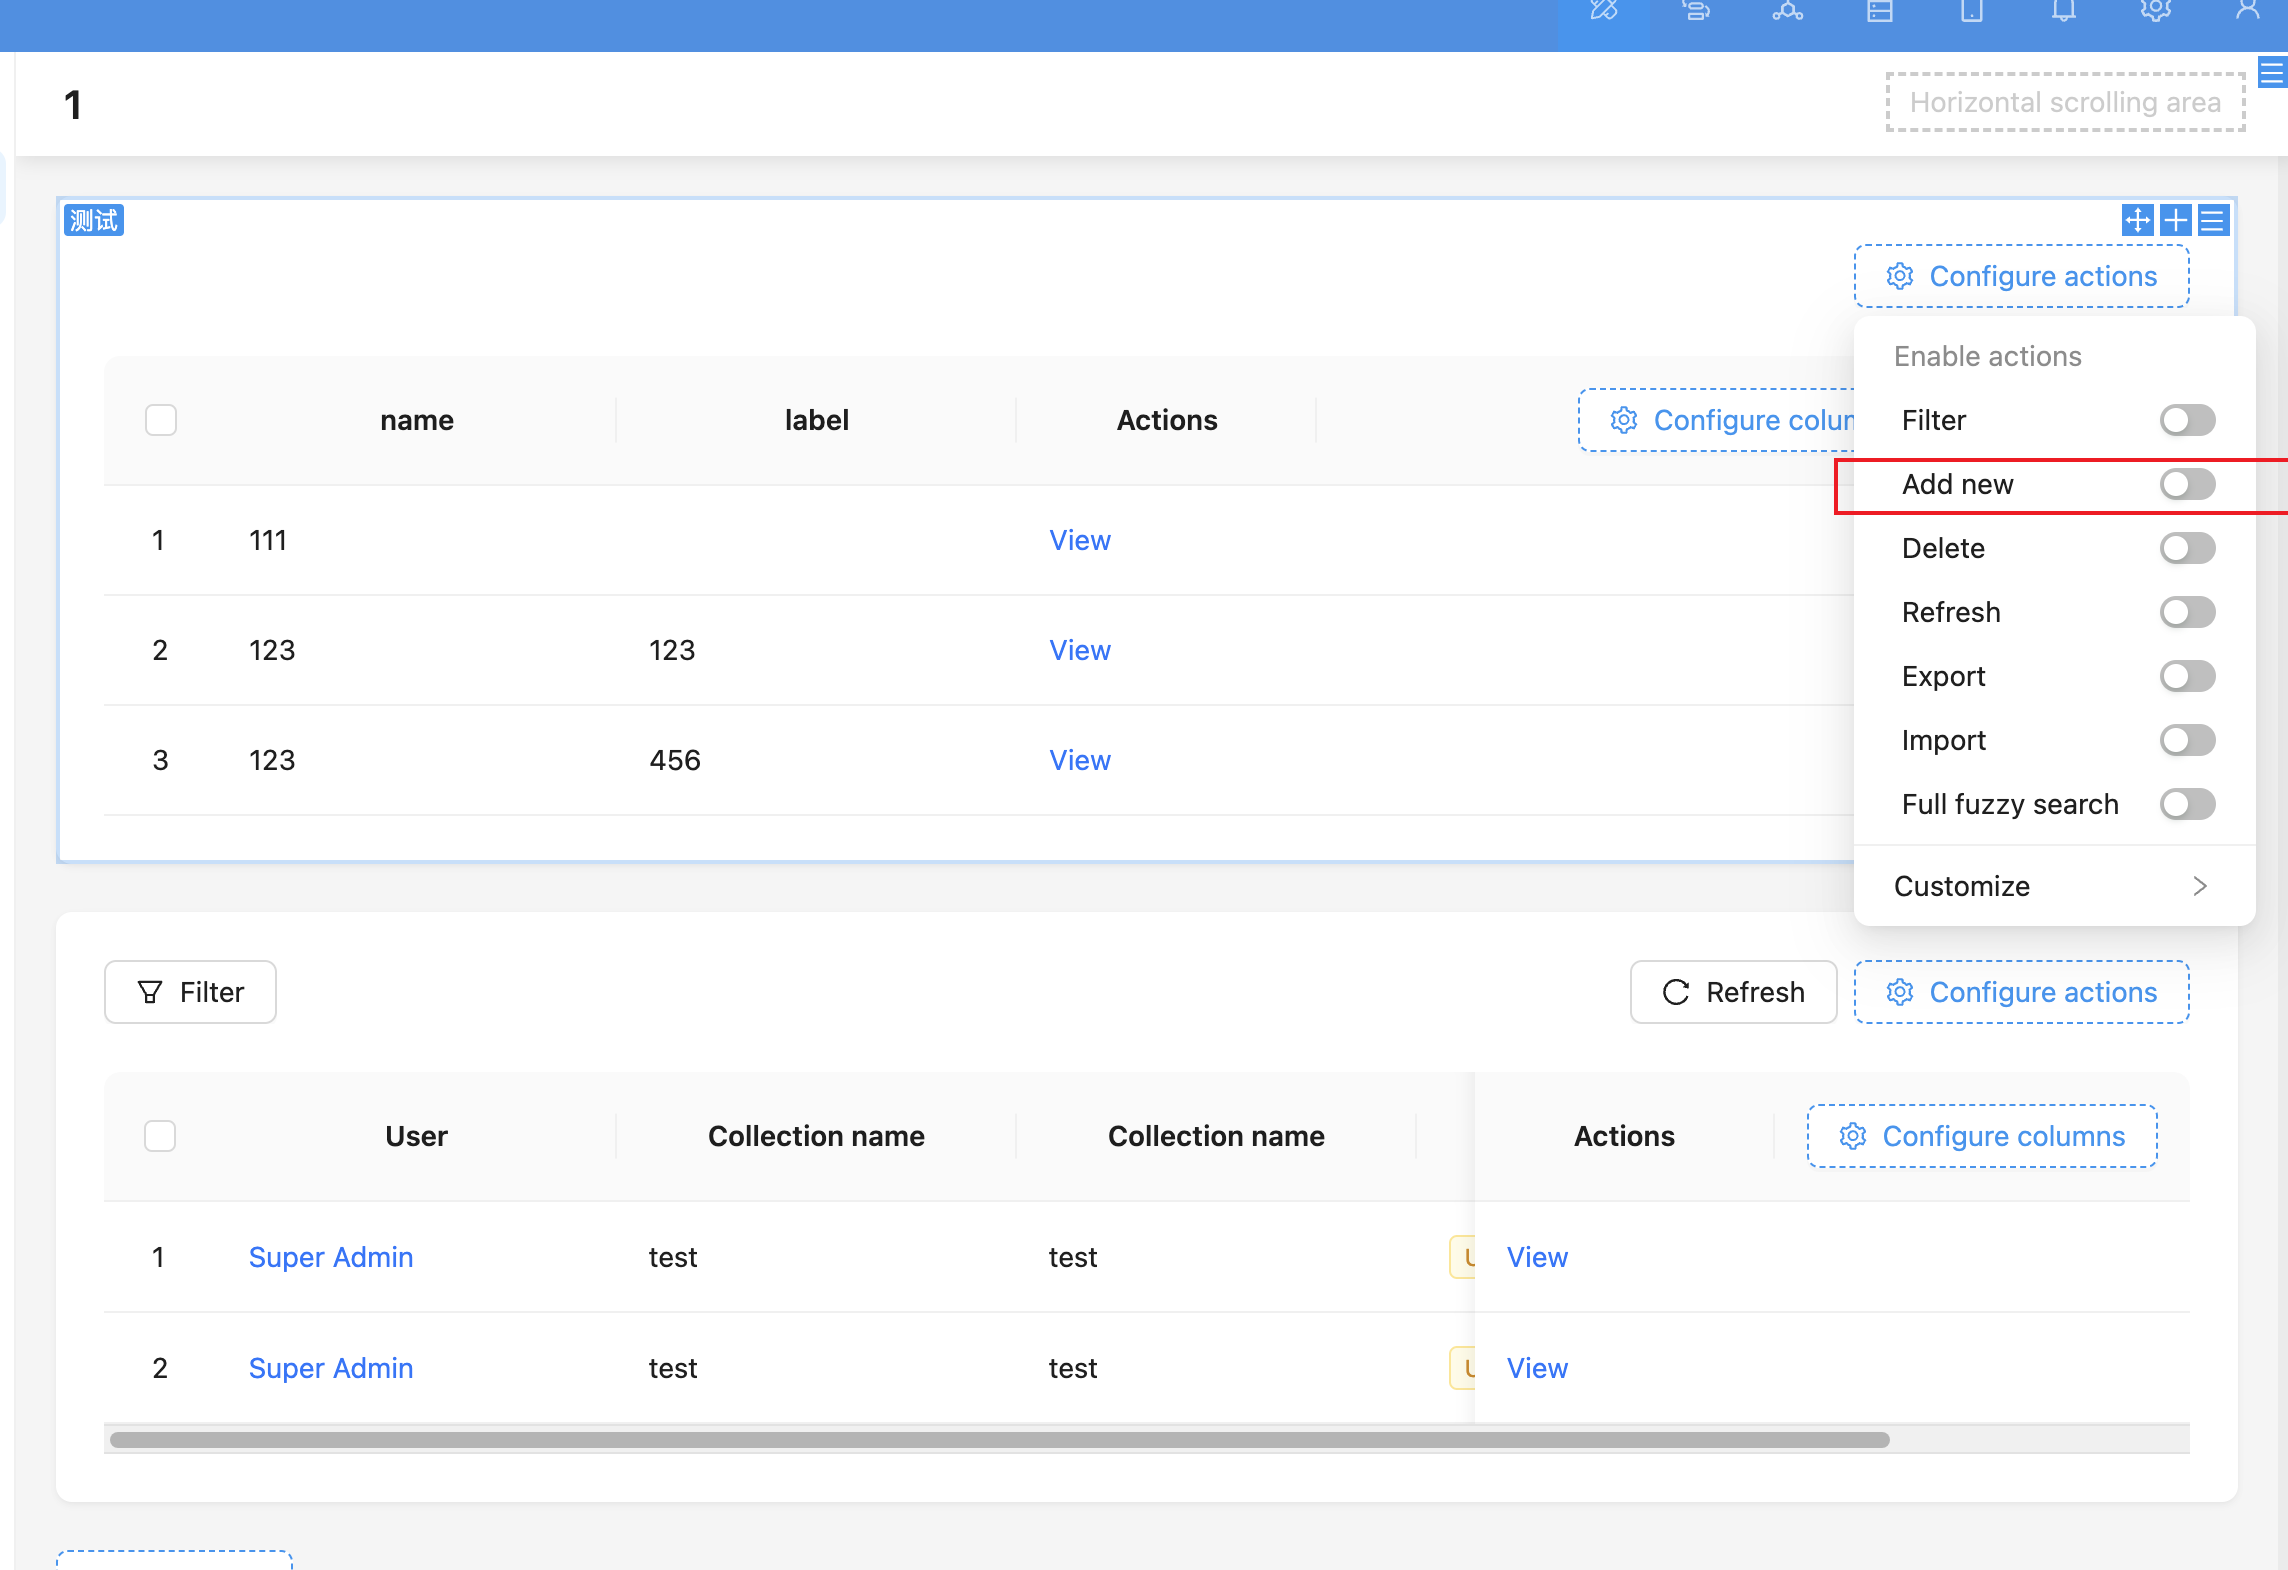 1
Horizontal scrolling area
测试
Configure actions
Enable actions
Filter
Add new
Delete
Refresh
Export
Import
Full fuzzy search
Customize
name label Actions Configure colum
1 111 View
2 123 123 View
3 123 456 View
Filter Refresh Configure actions
User Collection name Collection name Actions Configure columns
1 Super Admin test test U View
2 Super Admin test test U View